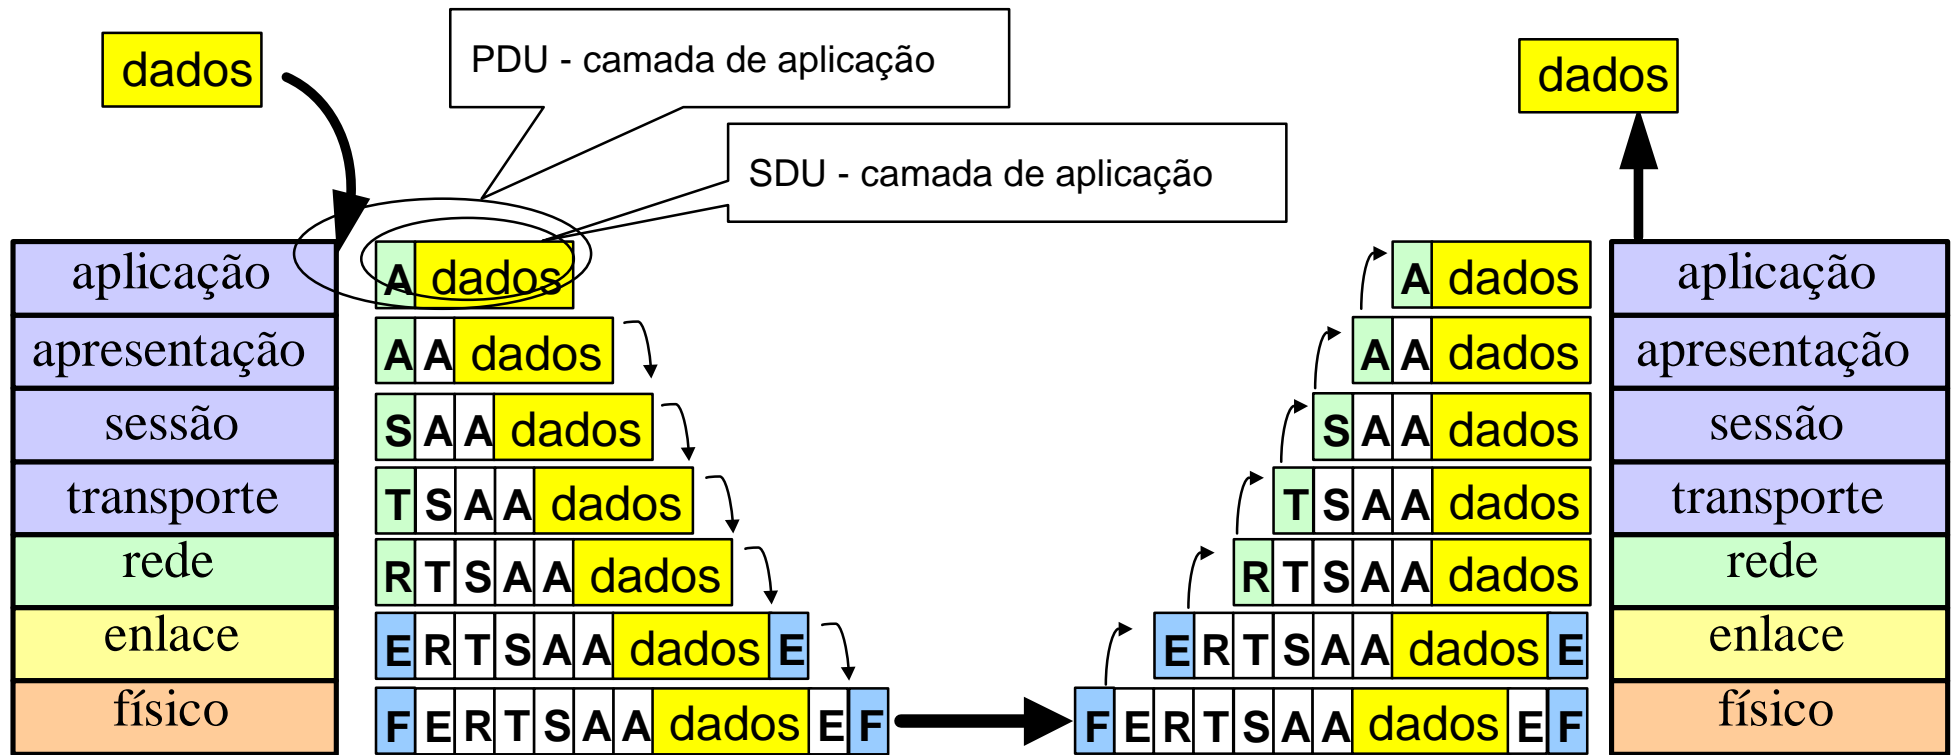 dados
PDU - camada de aplicação
dados
SDU - camada de aplicação
aplicação
A dados
A dados
aplicação
apresentação
A A dados
A A dados
apresentação
sessão
S A A dados
S A A dados
sessão
transporte
T S A A dados
T S A A dados
transporte
rede
R T S A A dados
R T S A A dados
rede
enlace
E R T S A A dados E
E R T S A A dados E
enlace
físico
F E R T S A A dados E F
F E R T S A A dados E F
físico